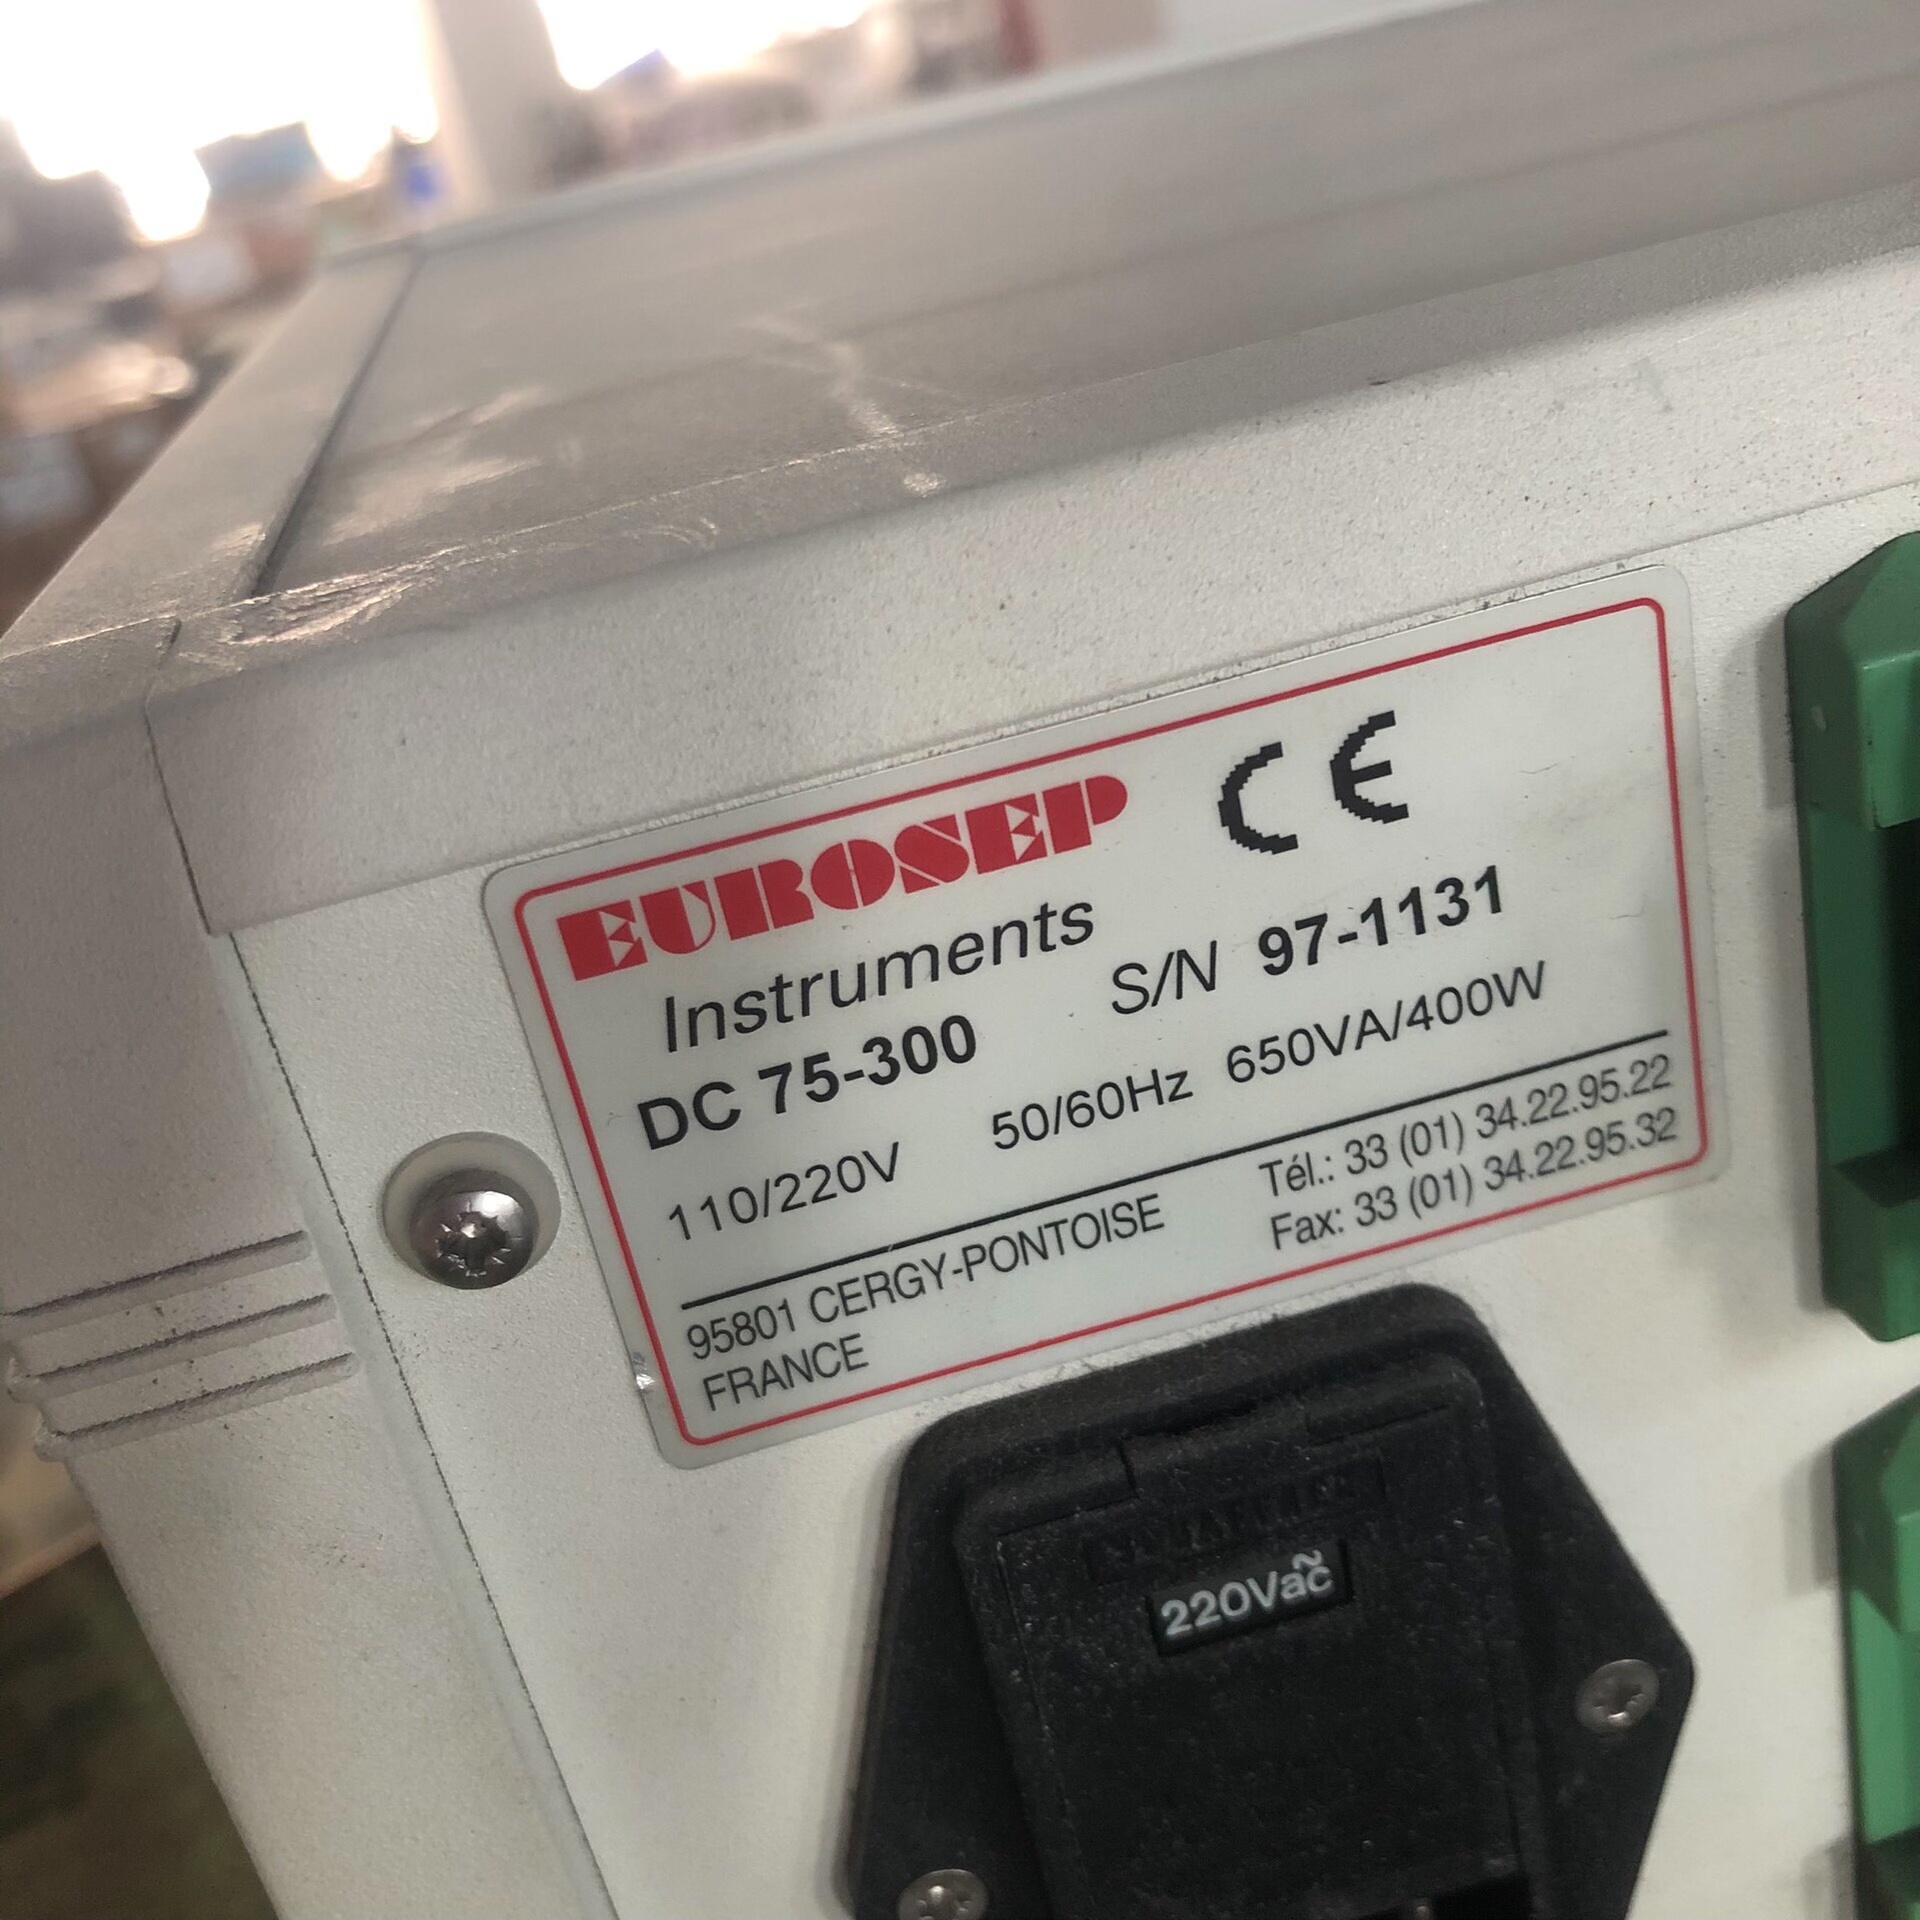 EUROSEP CE
Instruments
DC 75-300 S/N 97-1131
110/220V 50/60Hz 650VA/400W
95801 CERGY-PONTOISE Tél.: 33 (01) 34.22.95.22
FRANCE Fax: 33 (01) 34.22.95.32
220Vac~